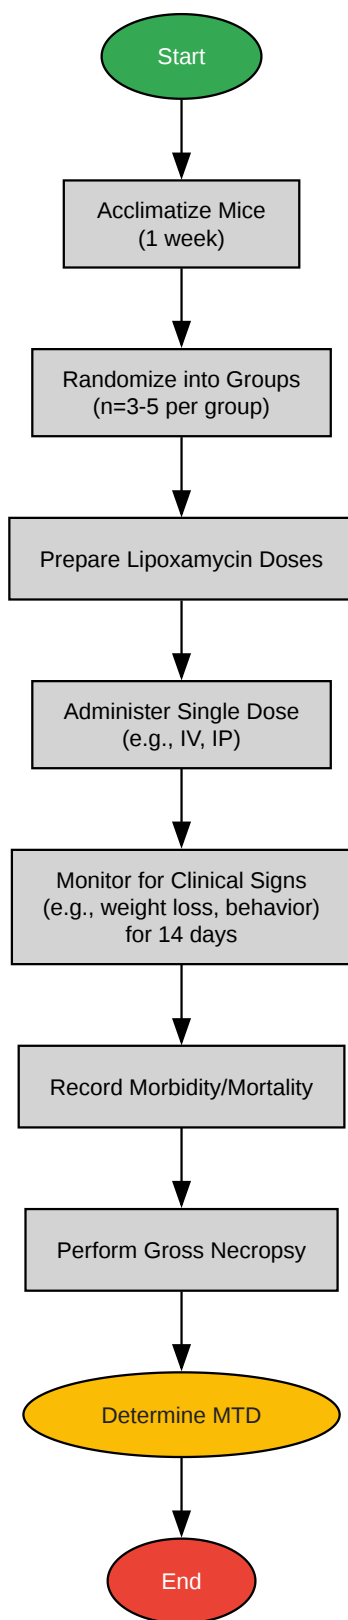 Start
Acclimatize Mice
(1 week)
Randomize into Groups
(n=3-5 per group)
Prepare Lipoxamycin Doses
Administer Single Dose
(e.g., IV, IP)
Monitor for Clinical Signs
(e.g., weight loss, behavior)
for 14 days
Record Morbidity/Mortality
Perform Gross Necropsy
Determine MTD
End